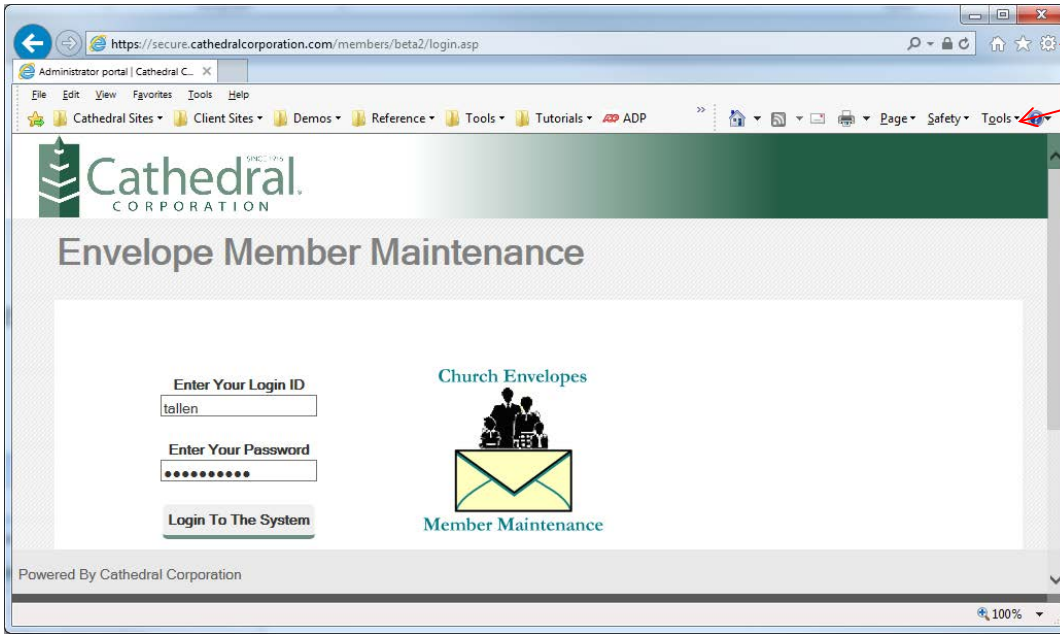 https://secure.cathedralcorporation.com/members/beta2/login.asp
Administrator portal | Cathedral C...
File Edit View Favorites Tools Help
Cathedral Sites Client Sites Demos Reference Tools Tutorials ADP Page Safety Tools
SINCE 1916
Cathedral
CORPORATION
Envelope Member Maintenance
Enter Your Login ID
tallen
Enter Your Password
Login To The System
Church Envelopes
Member Maintenance
Powered By Cathedral Corporation
100%